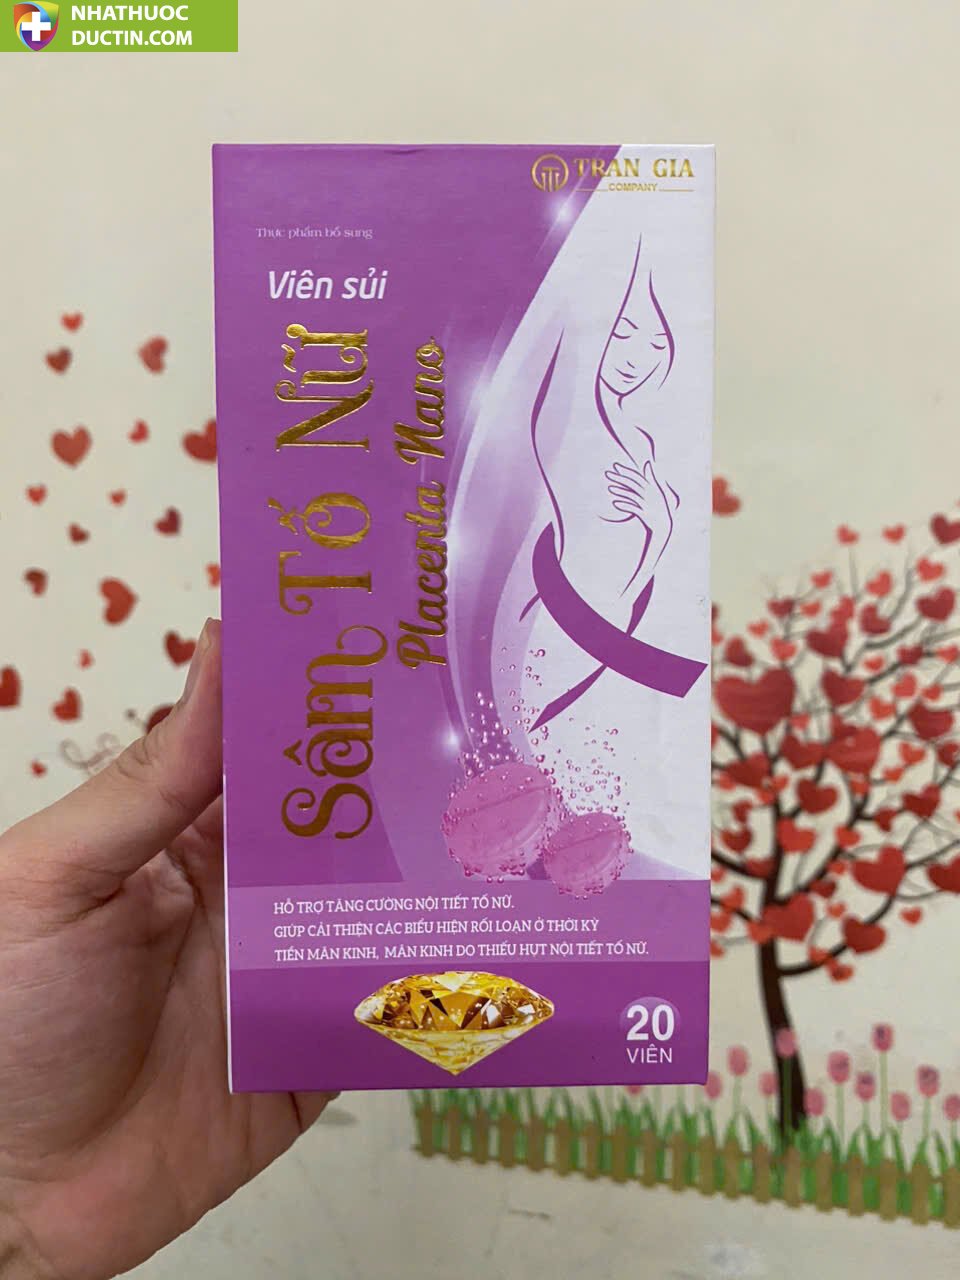 NHATHUOC
DUCTIN.COM
TRAN GIA
COMPANY
Thực phẩm bổ sung
Viên sủi
Sâm Tố Nữ
Placenta Nano
HỖ TRỢ TĂNG CƯỜNG NỘI TIẾT TỐ NỮ.
GIÚP CẢI THIỆN CÁC BIỂU HIỆN RỐI LOẠN Ở THỜI KỲ
TIỀN MÃN KINH, MÃN KINH DO THIẾU HỤT NỘI TIẾT TỐ NỮ.
20
VIÊN